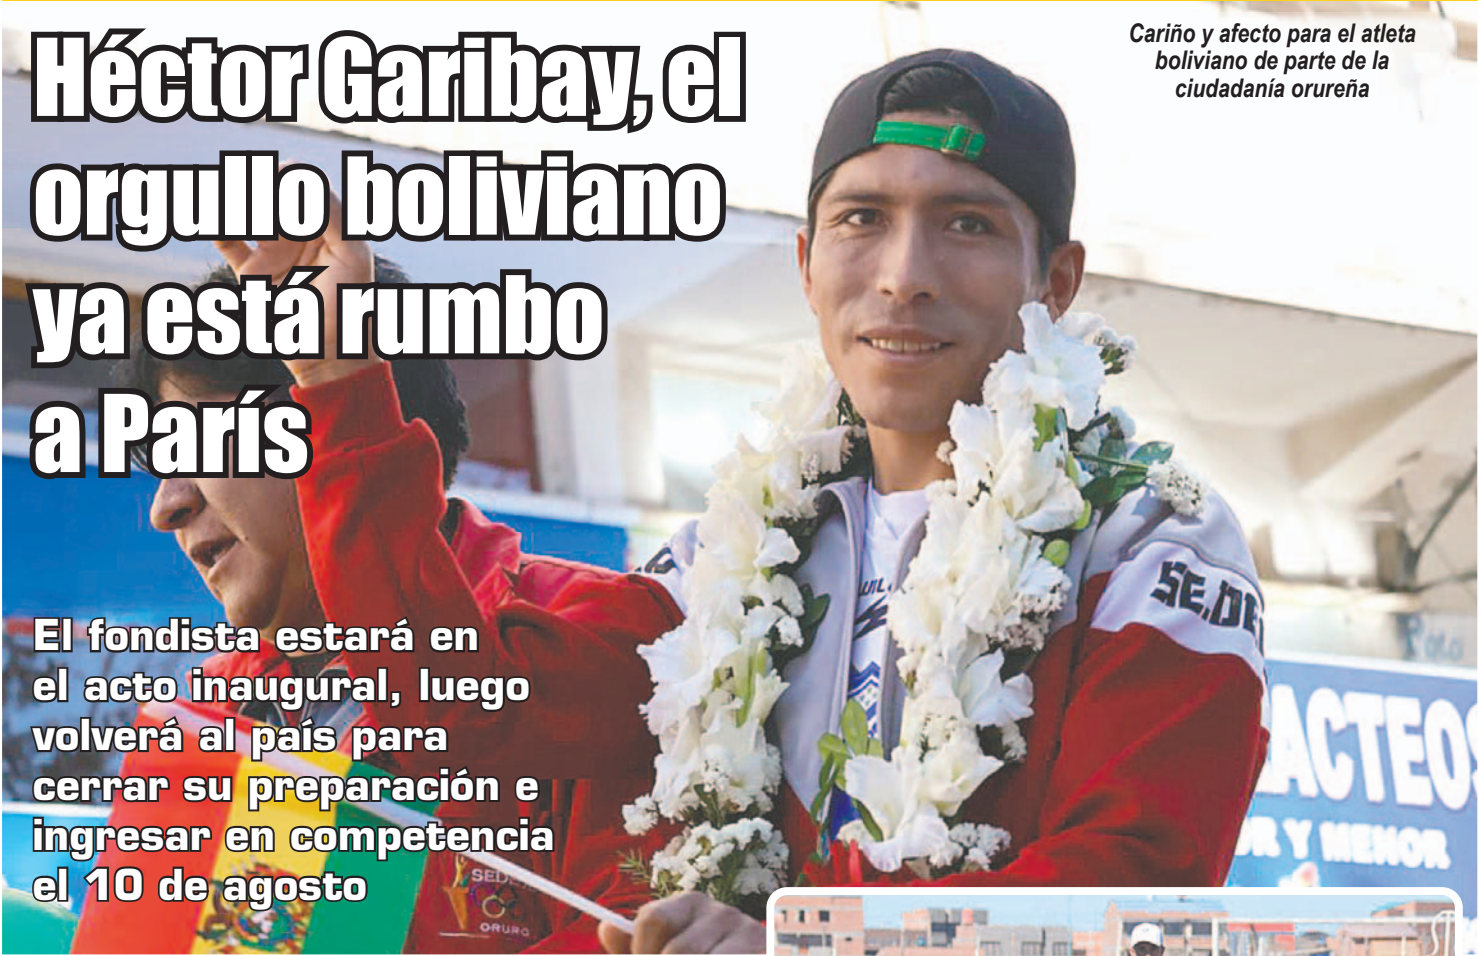 Héctor Garibay, el
orgullo boliviano
ya está rumbo
a París
Cariño y afecto para el atleta
boliviano de parte de la
ciudadanía orureña
El fondista estará en
el acto inaugural, luego
volverá al país para
cerrar su preparación e
ingresar en competencia
el 10 de agosto
ORURO